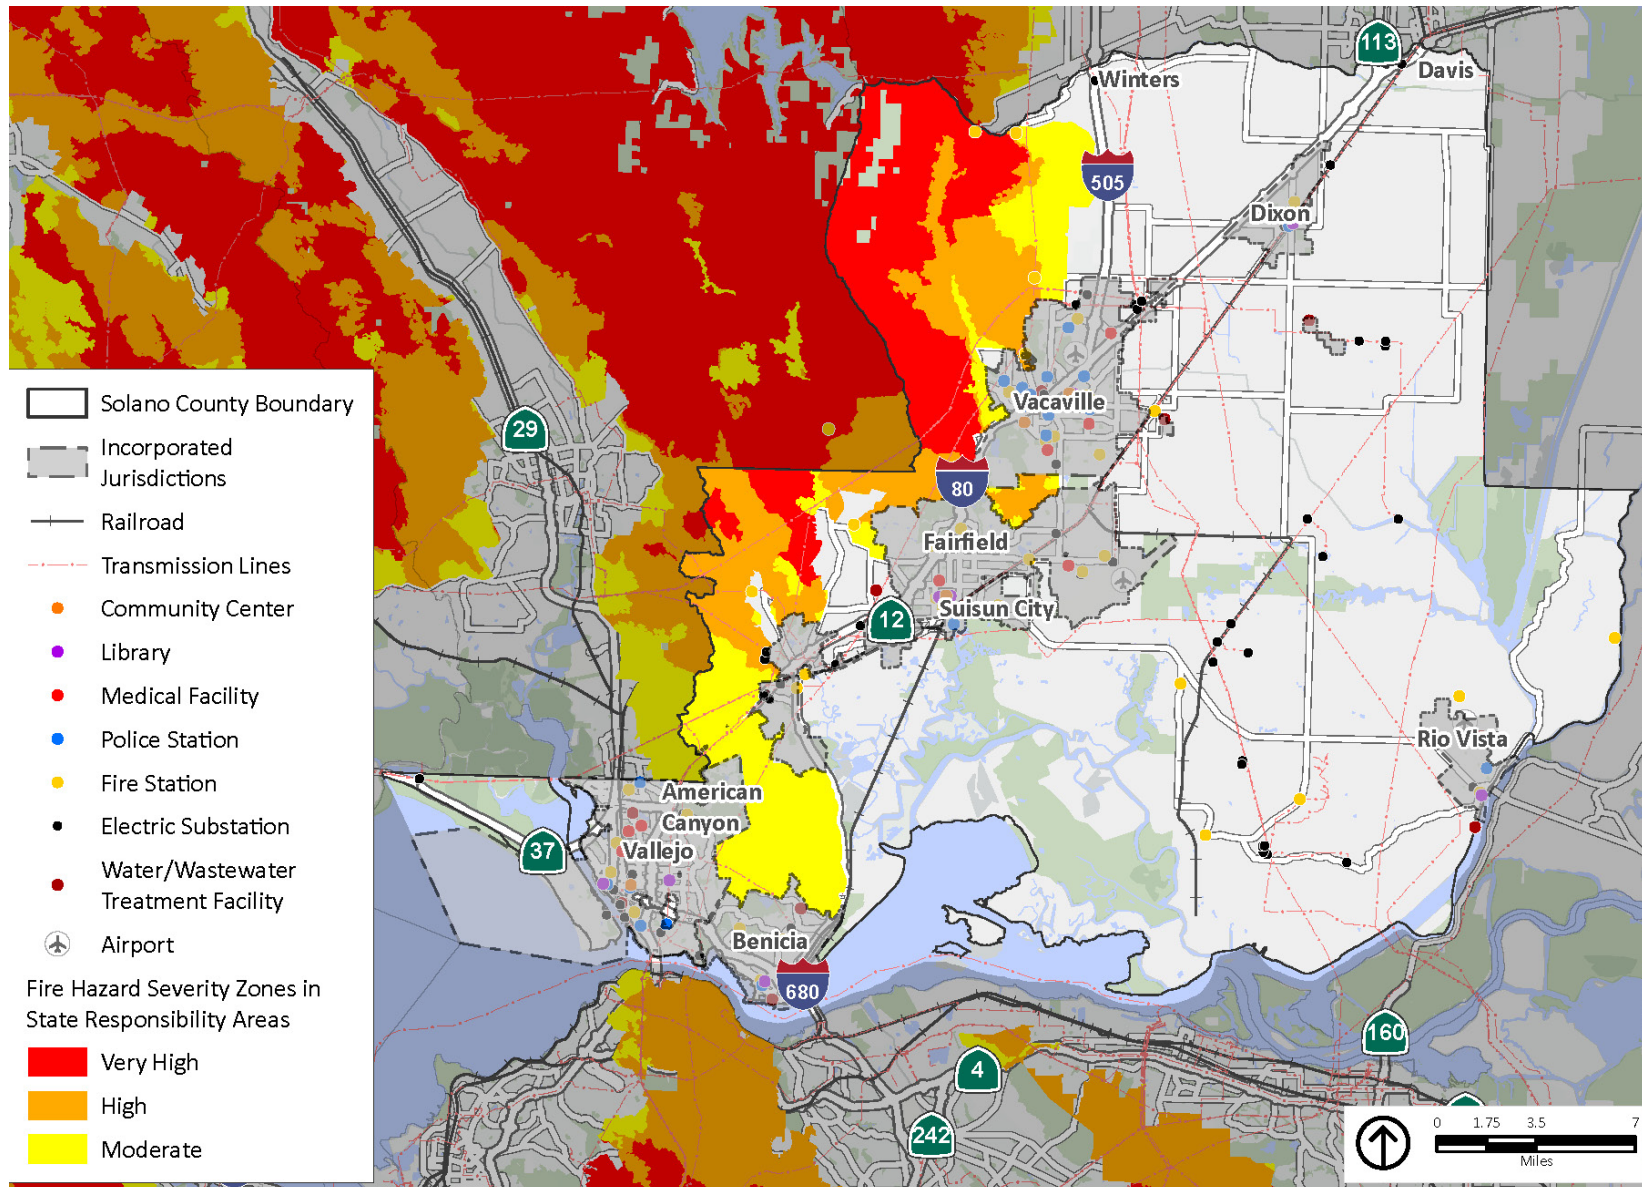 113
Davis
Winters
505
Dixon
29
Vacaville
80
Fairfield
Suisun City
12
Rio Vista
American
Canyon
Vallejo
37
Benicia
680
160
4
242
Solano County Boundary
Incorporated
Jurisdictions
Railroad
Transmission Lines
Community Center
Library
Medical Facility
Police Station
Fire Station
Electric Substation
Water/Wastewater
Treatment Facility
Airport
Fire Hazard Severity Zones in
State Responsibility Areas
Very High
High
Moderate
0 1.75 3.5 7
Miles